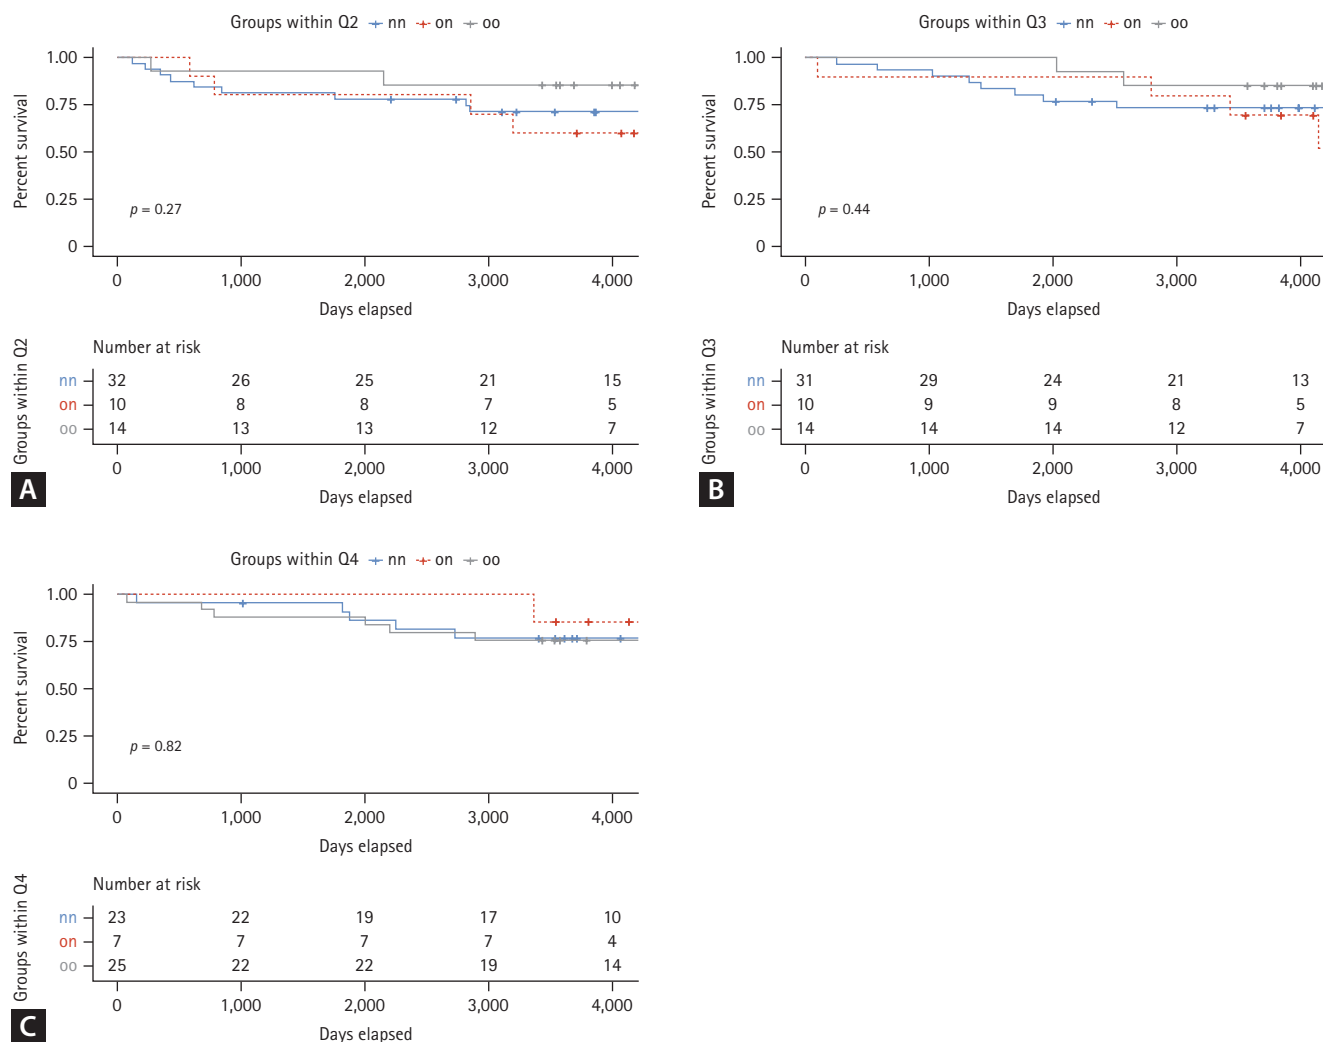 Groups within Q2 nn on oo
Percent survival
1.00
0.75
0.50
0.25
0
p = 0.27
0 1,000 2,000 3,000 4,000
Days elapsed
Groups within Q2
Number at risk
nn 32 26 25 21 15
on 10 8 8 7 5
oo 14 13 13 12 7
0 1,000 2,000 3,000 4,000
Days elapsed
A
Groups within Q3 nn on oo
Percent survival
1.00
0.75
0.50
0.25
0
p = 0.44
0 1,000 2,000 3,000 4,000
Days elapsed
Groups within Q3
Number at risk
nn 31 29 24 21 13
on 10 9 9 8 5
oo 14 14 14 12 7
0 1,000 2,000 3,000 4,000
Days elapsed
B
Groups within Q4 nn on oo
Percent survival
1.00
0.75
0.50
0.25
0
p = 0.82
0 1,000 2,000 3,000 4,000
Days elapsed
Groups within Q4
Number at risk
nn 23 22 19 17 10
on 7 7 7 7 4
oo 25 22 22 19 14
0 1,000 2,000 3,000 4,000
Days elapsed
C